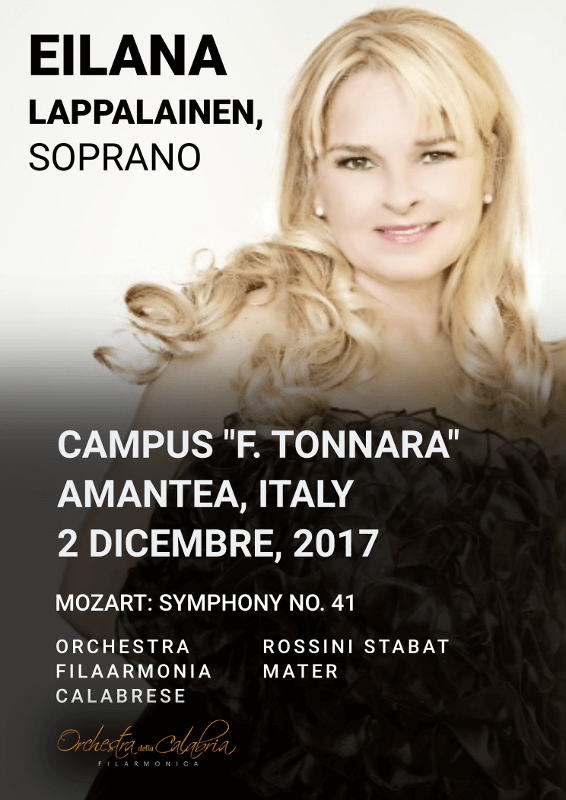 EILANA
LAPPALAINEN,
SOPRANO
CAMPUS "F. TONNARA"
AMANTEA, ITALY
2 DICEMBRE, 2017
MOZART: SYMPHONY NO. 41
ORCHESTRA
FILAARMONIA
CALABRESE
ROSSINI STABAT
MATER
Orchestra della Calabria
FILARMONICA